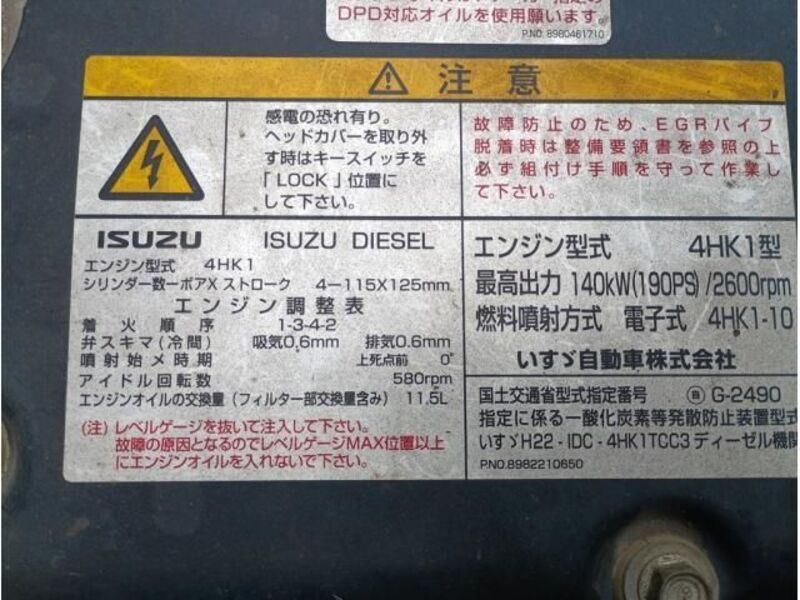 DPD対応オイルを使用願います。
P.NO. 8980461710
注意
感電の恐れ有り。
ヘッドカバーを取り外
す時はキースイッチを
「LOCK」位置に
して下さい。
故障防止のため、EGRパイプ
脱着時は整備要領書を参照の上
必ず組付け手順を守って作業し
て下さい。
ISUZU ISUZU DIESEL
エンジン型式 4HK1
シリンダー数ーボアX ストローク 4-115X125mm
エンジン調整表
着火順序 1-3-4-2
弁スキマ(冷間) 吸気0.6mm 排気0.6mm
噴射始メ時期 上死点前 0°
アイドル回転数 580rpm
エンジンオイルの交換量(フィルター部交換量含み) 11.5L
(注)レベルゲージを抜いて注入して下さい。
故障の原因となるのでレベルゲージMAX位置以上
にエンジンオイルを入れないで下さい。
エンジン型式 4HK1型
最高出力 140kW(190PS)/2600rpm
燃料噴射方式 電子式 4HK1-10
いすゞ自動車株式会社
国土交通省型式指定番号 自 G-2490
指定に係る一酸化炭素等発散防止装置型式
いすゞH22-IDC-4HK1TCC3ディーゼル機関
P.NO.8982210650